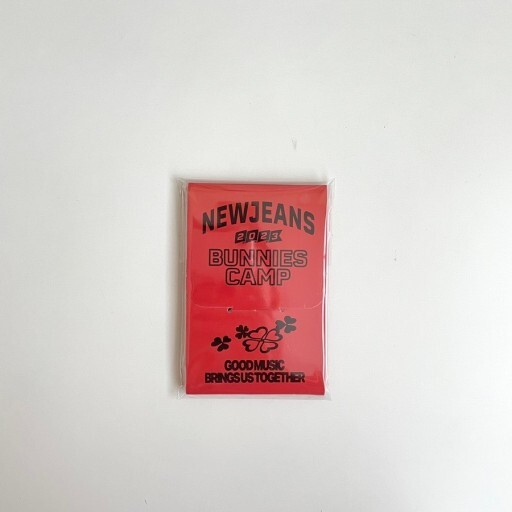 NEWJEANS
2023
BUNNIES
CAMP
GOOD MUSIC
BRINGS US TOGETHER